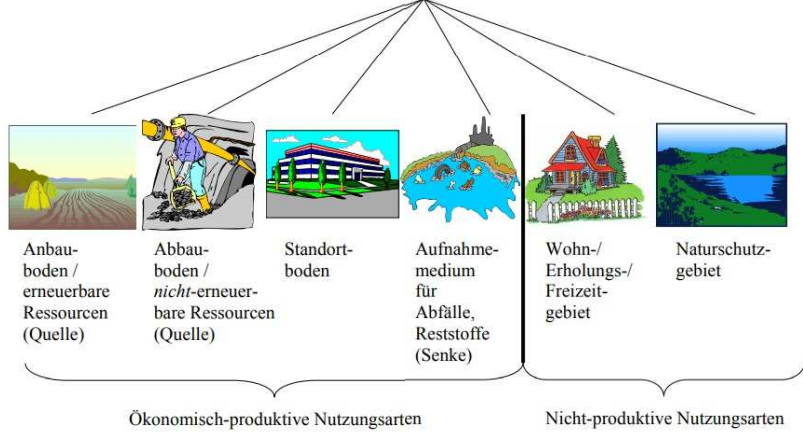 Anbau-
boden /
erneuerbare
Ressourcen
(Quelle)
Abbau-
boden /
nicht-erneuer-
bare Ressourcen
(Quelle)
Standort-
boden
Aufnahme-
medium
für
Abfälle,
Reststoffe
(Senke)
Wohn-/
Erholungs-/
Freizeit-
gebiet
Naturschutz-
gebiet
Ökonomisch-produktive Nutzungsarten
Nicht-produktive Nutzungsarten